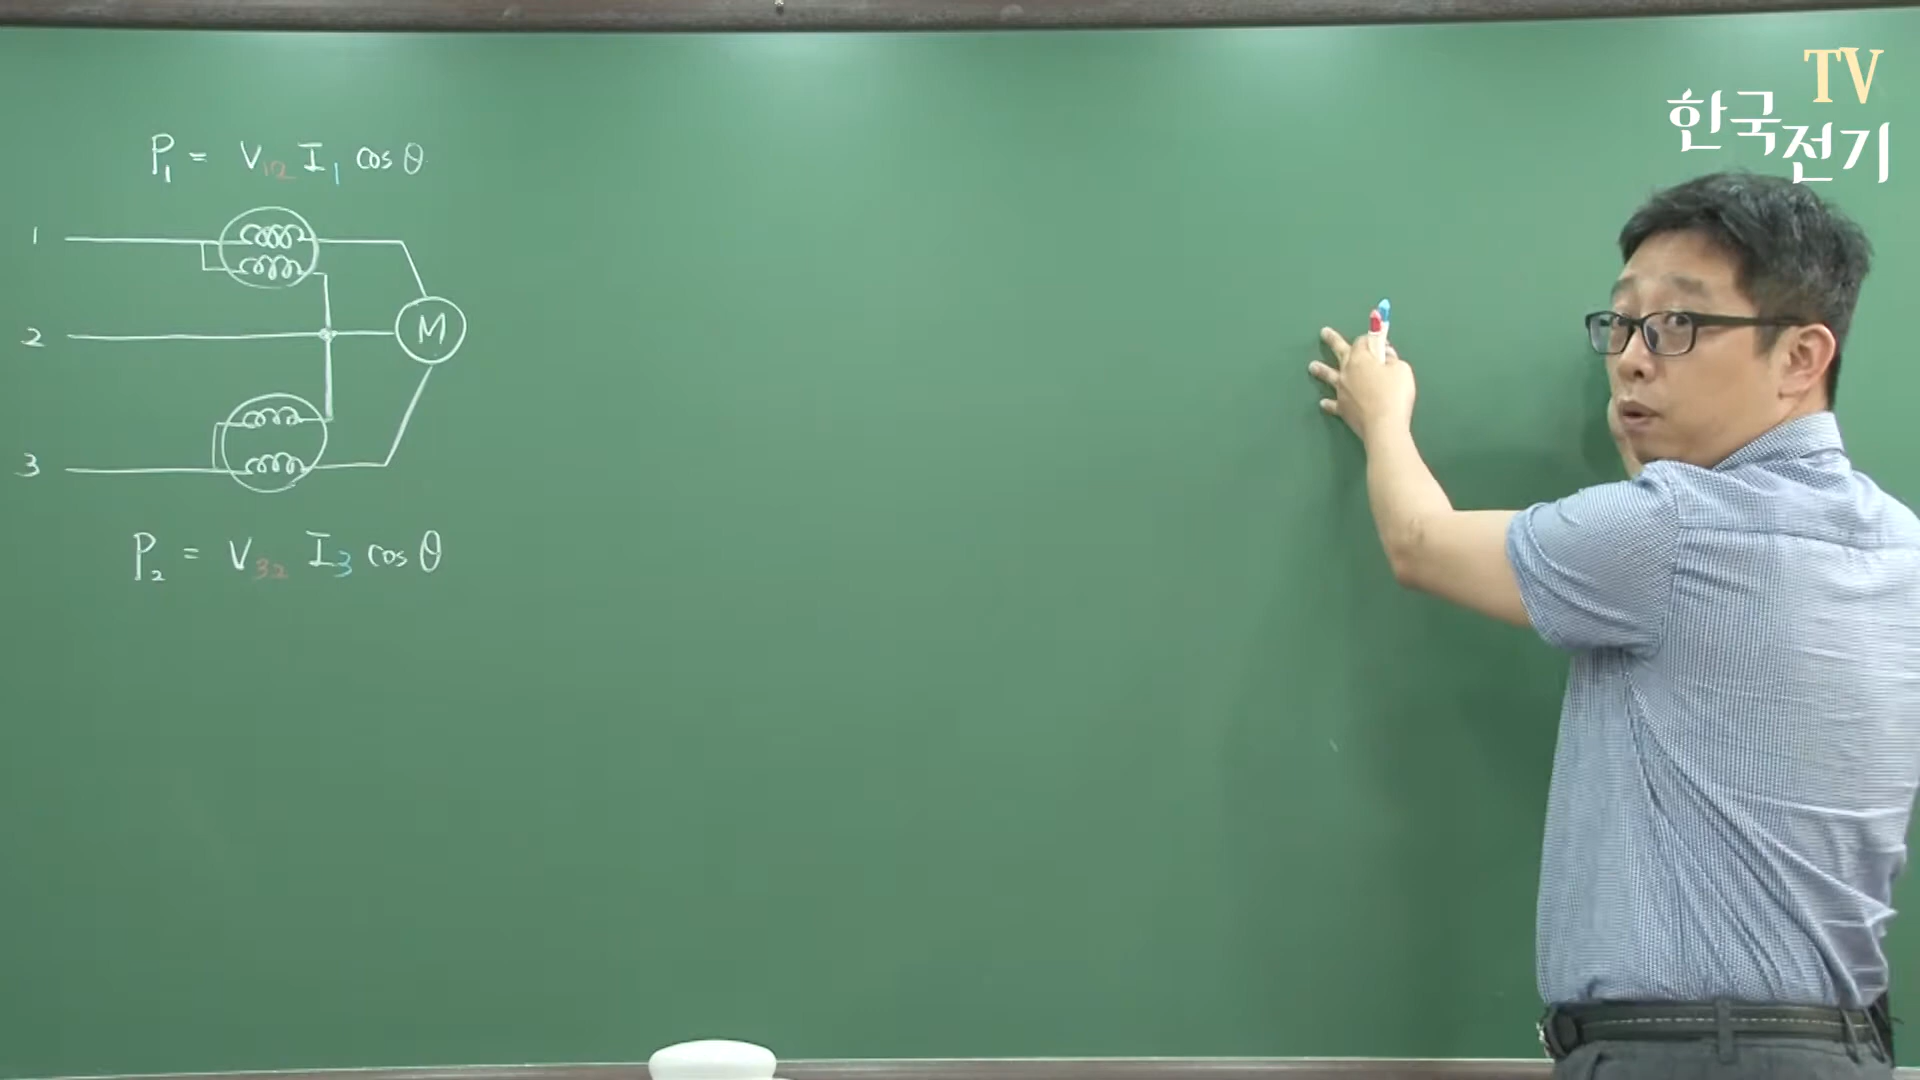 TV
한국
전기
P₁ = V₁₂ I₁ cos θ
1
2
M
3
P₂ = V₃₂ I₃ cos θ